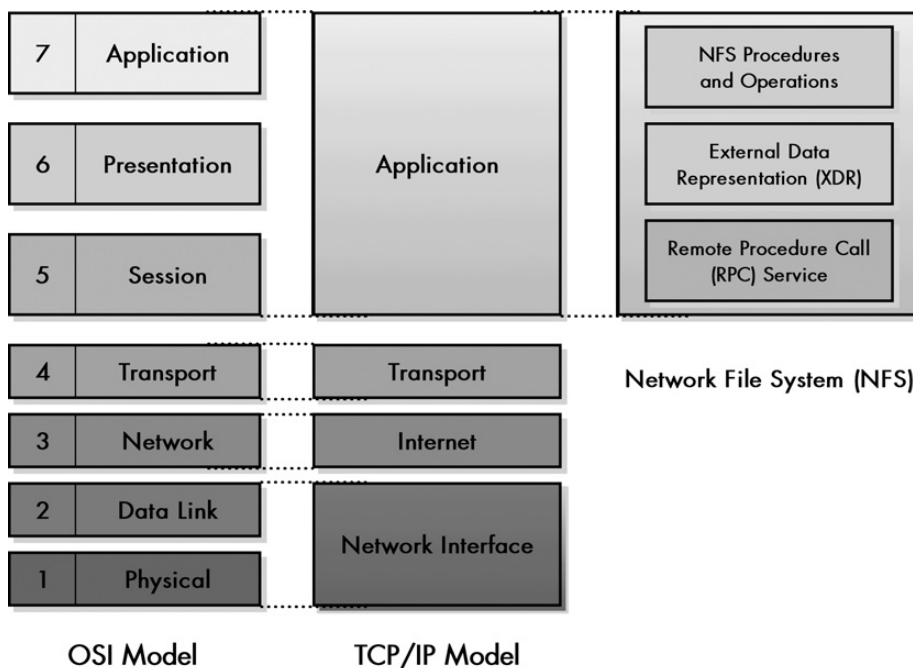 7 Application
6 Presentation
5 Session
4 Transport
3 Network
2 Data Link
1 Physical
OSI Model
Application
Transport
Internet
Network Interface
TCP/IP Model
NFS Procedures
and Operations
External Data
Representation (XDR)
Remote Procedure Call
(RPC) Service
Network File System (NFS)